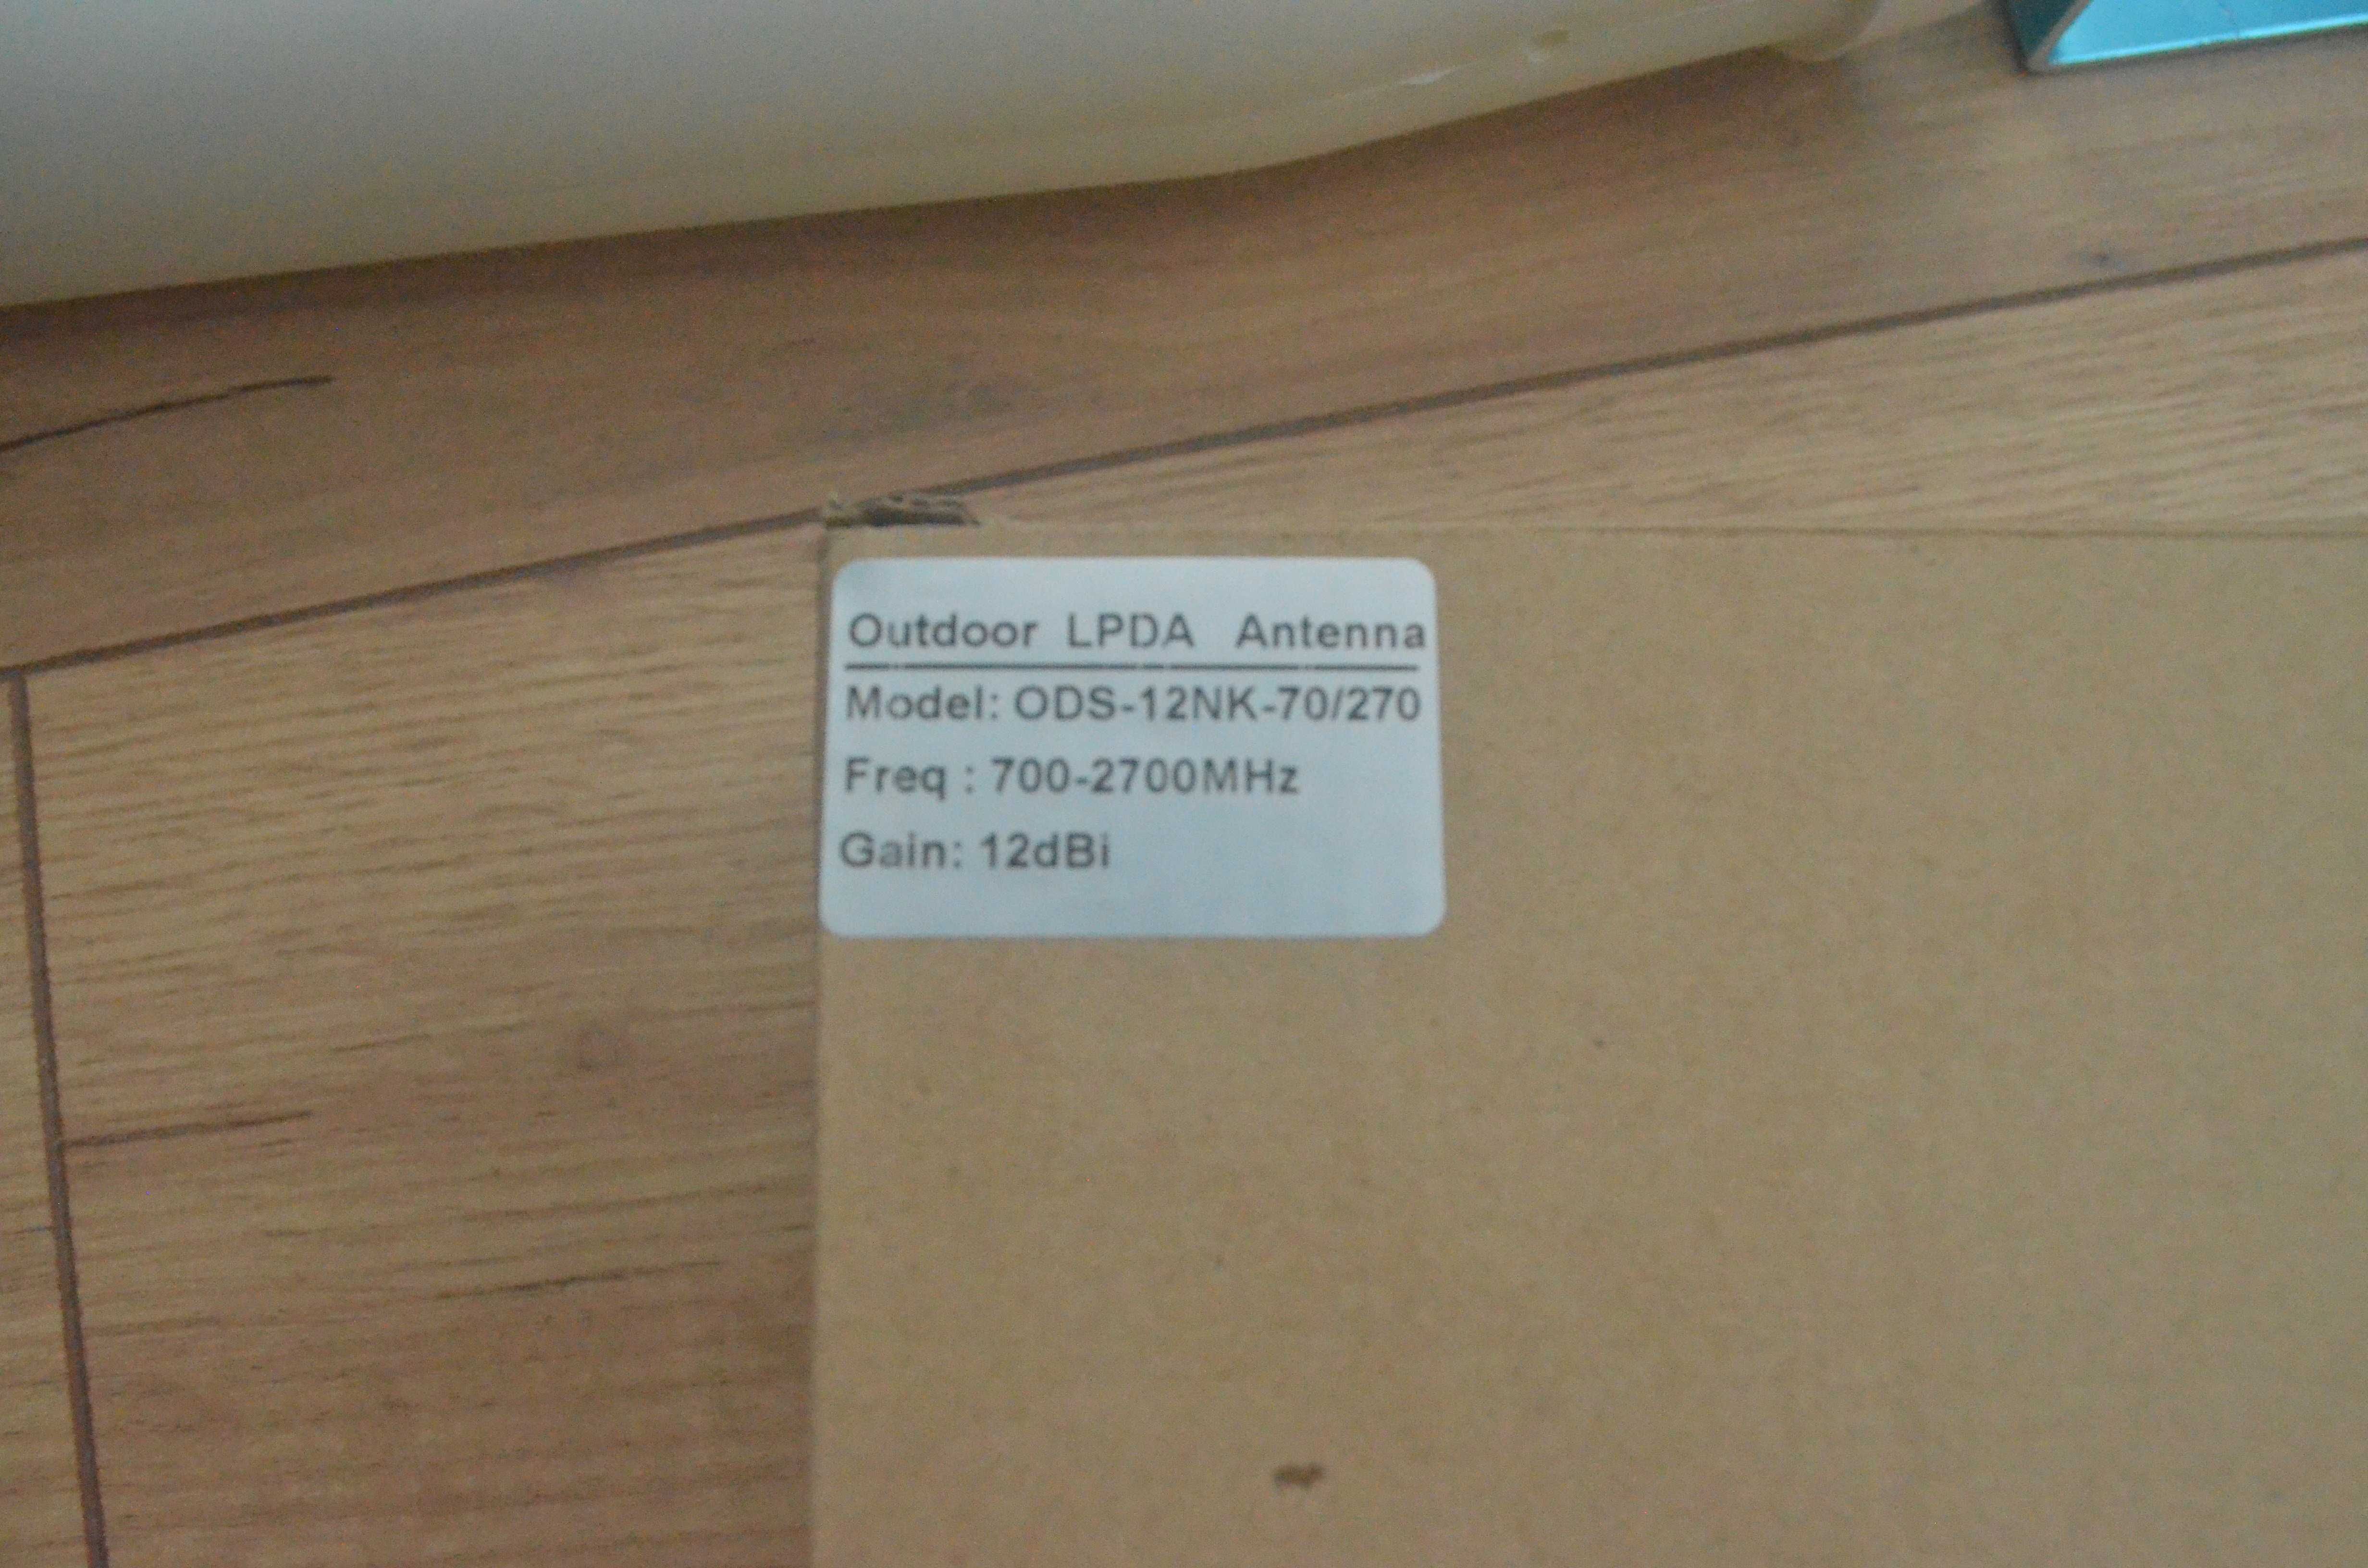 Outdoor LPDA Antenna
Model: ODS-12NK-70/270
Freq : 700-2700MHz
Gain: 12dBi